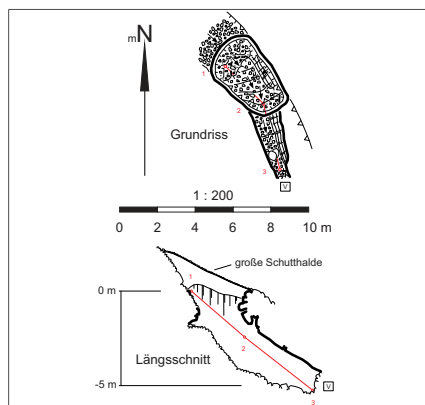 mN
1
2
Grundriss
3
V
1 : 200
0 2 4 6 8 10 m
große Schutthalde
1
0 m
2
Längsschnitt
-5 m
V
3